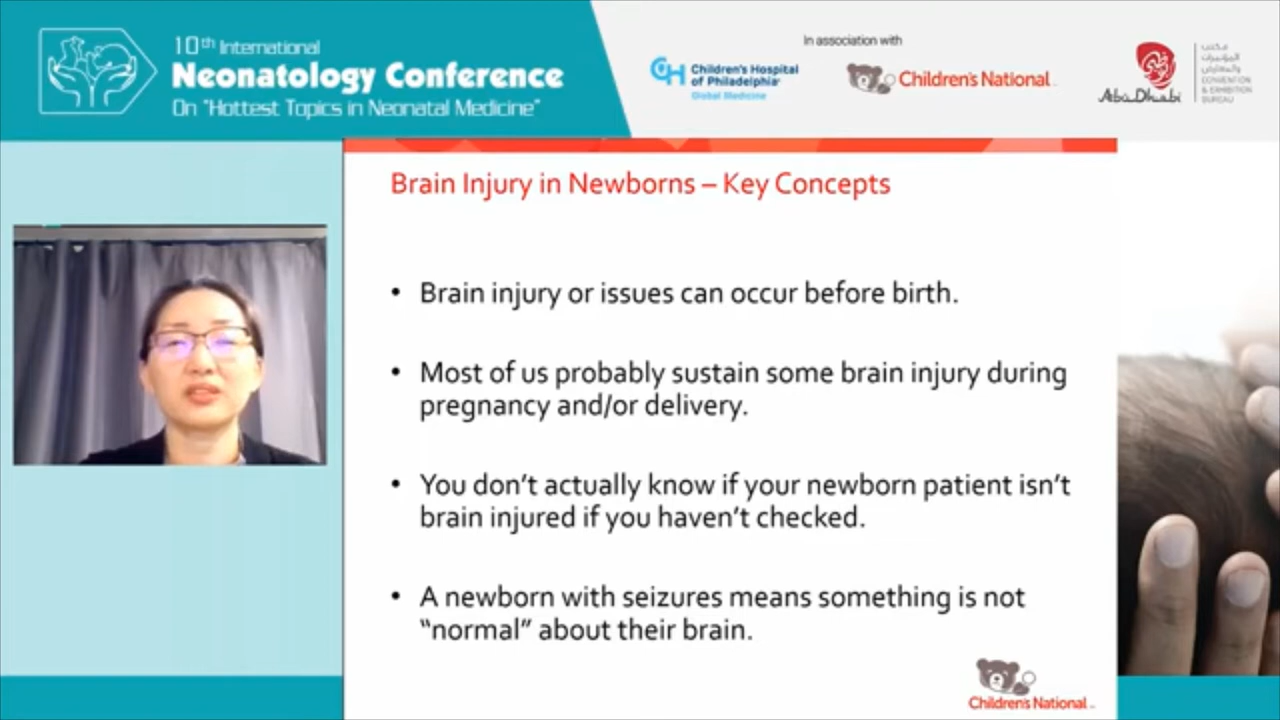 10th International
Neonatology Conference
On "Hottest Topics in Neonatal Medicine"
In association with
Children's Hospital
of Philadelphia
Global Medicine
Children's National
Abu Dhabi
مكتب
المؤتمرات
والمعارض
CONVENTION
& EXHIBITION
BUREAU
Brain Injury in Newborns – Key Concepts
• Brain injury or issues can occur before birth.
• Most of us probably sustain some brain injury during
pregnancy and/or delivery.
• You don't actually know if your newborn patient isn't
brain injured if you haven't checked.
• A newborn with seizures means something is not
"normal" about their brain.
Children's National